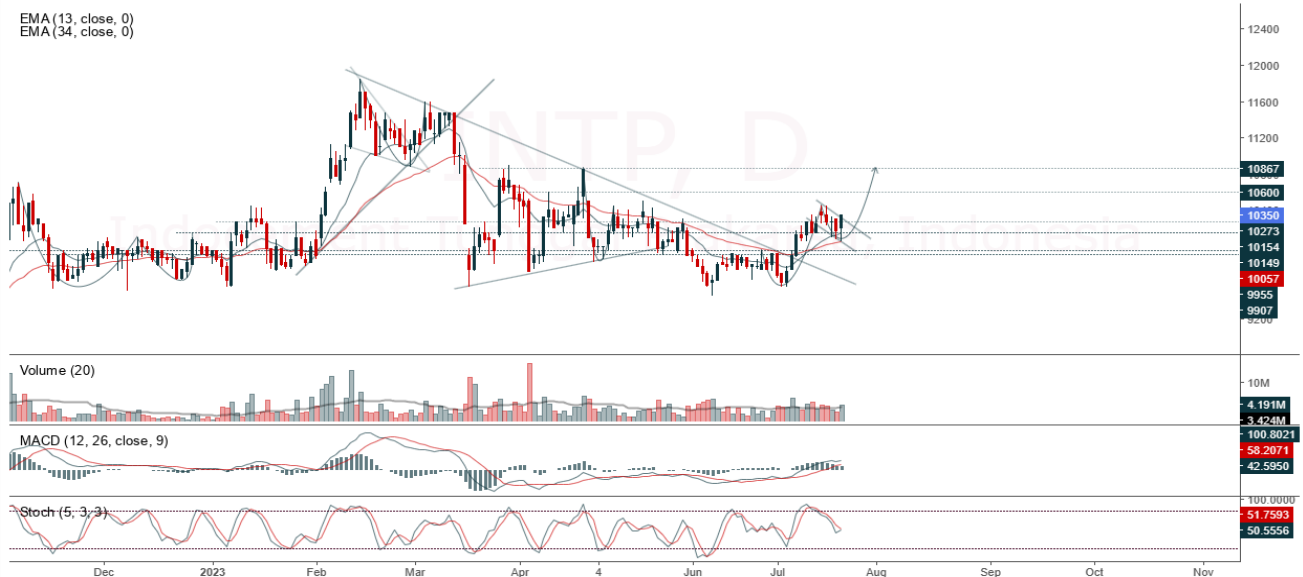 EMA (13, close, 0)
EMA (34, close, 0)
INTP, D
12400
12000
11600
11200
10867
10600
10350
10273
10154
10149
10057
9955
9907
9200
Volume (20)
10M
4.191M
3.424M
MACD (12, 26, close, 9)
100.8021
58.2071
42.5950
Stoch (5, 3, 3)
100.0000
51.7593
50.5556
Dec 2023 Feb Mar Apr 4 Jun Jul Aug Sep Oct Nov